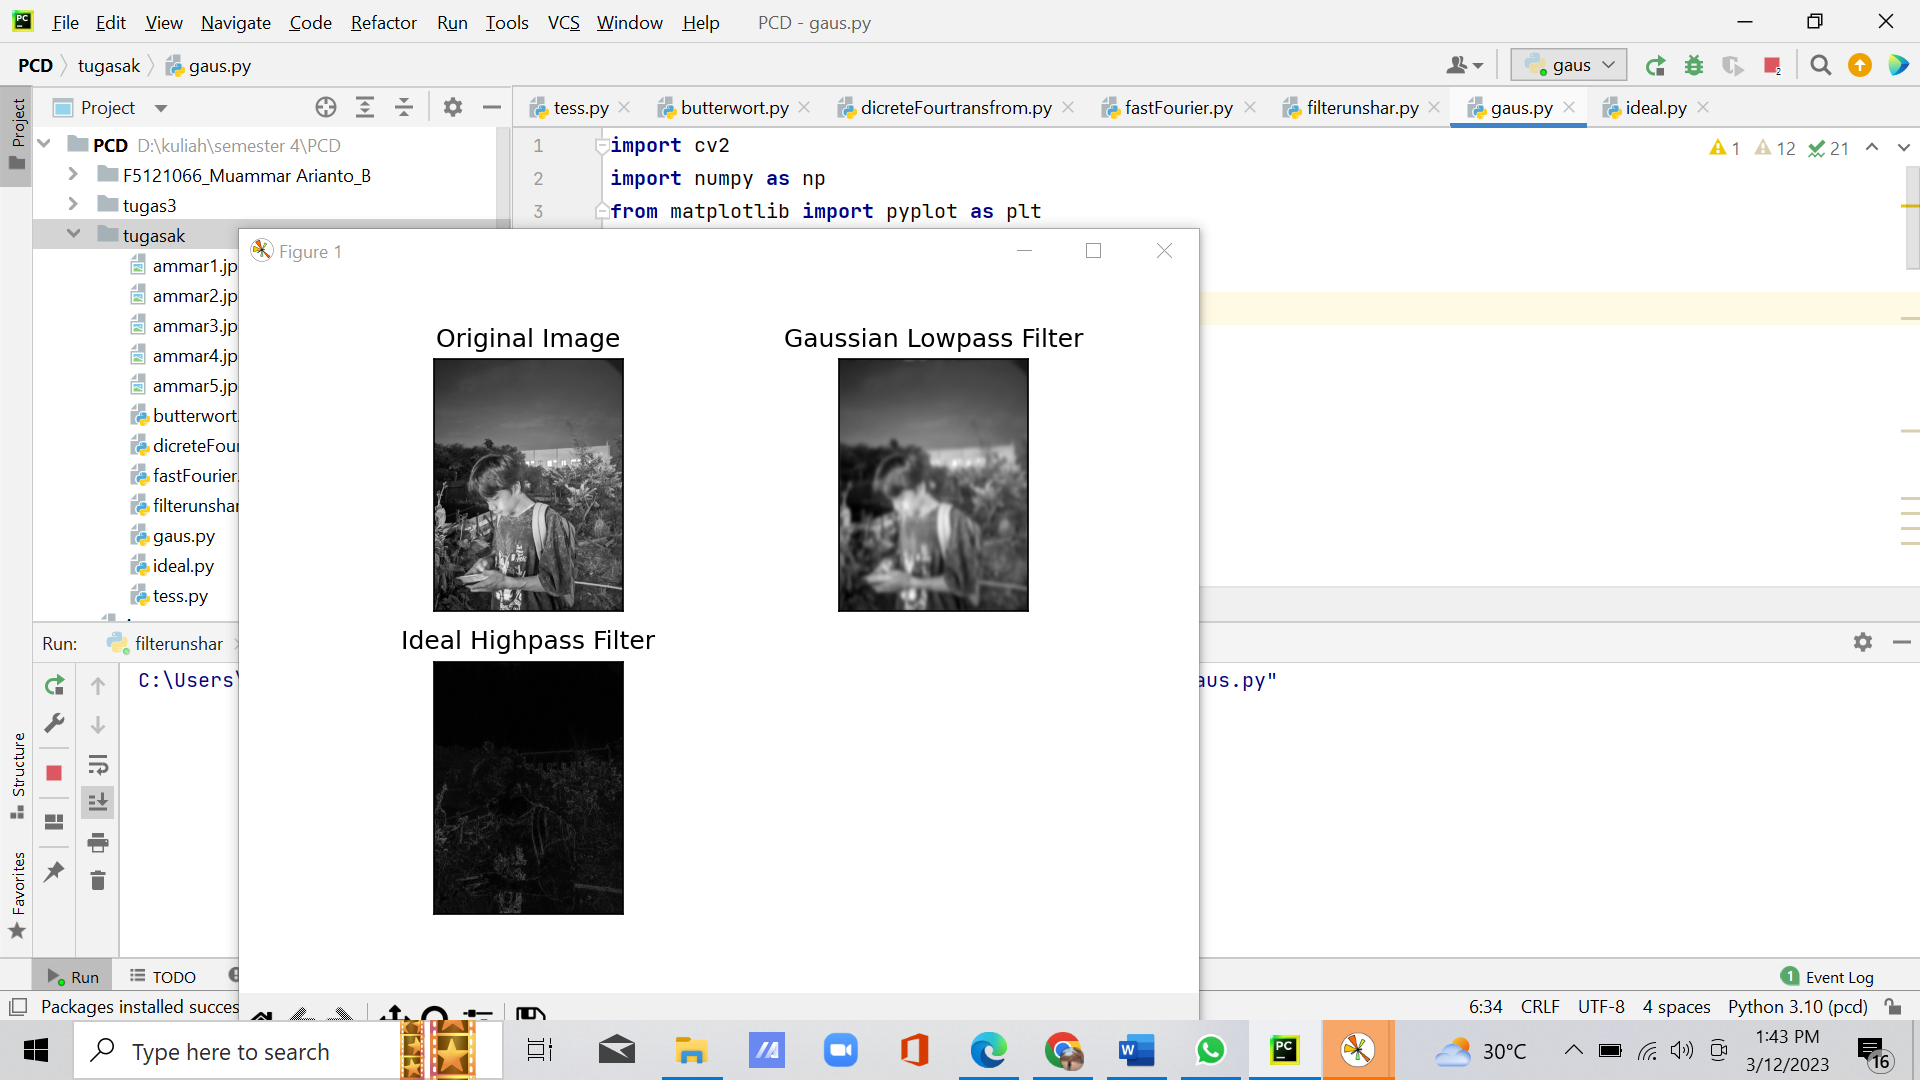 File Edit View Navigate Code Refactor Run Tools VCS Window Help PCD - gaus.py
PCD tugasak gaus.py gaus
Project
tess.py butterwort.py dicreteFourtransfrom.py fastFourier.py filterunshar.py gaus.py ideal.py
Project
PCD D:\kuliah\semester 4\PCD
F5121066_Muammar Arianto_B
tugas3
tugasak
ammar1.jp
ammar2.jp
ammar3.jp
ammar4.jp
ammar5.jp
butterwort.
dicreteFour
fastFourier.
filterunshar
gaus.py
ideal.py
tess.py
1 import cv2
2 import numpy as np
3 from matplotlib import pyplot as plt
1 12 21
Figure 1
Original Image
Gaussian Lowpass Filter
Ideal Highpass Filter
Run: filterunshar
C:\Users\
aus.py"
Structure
Favorites
Run TODO
1 Event Log
Packages installed succes
6:34 CRLF UTF-8 4 spaces Python 3.10 (pcd)
Type here to search
30°C
1:43 PM
3/12/2023
16